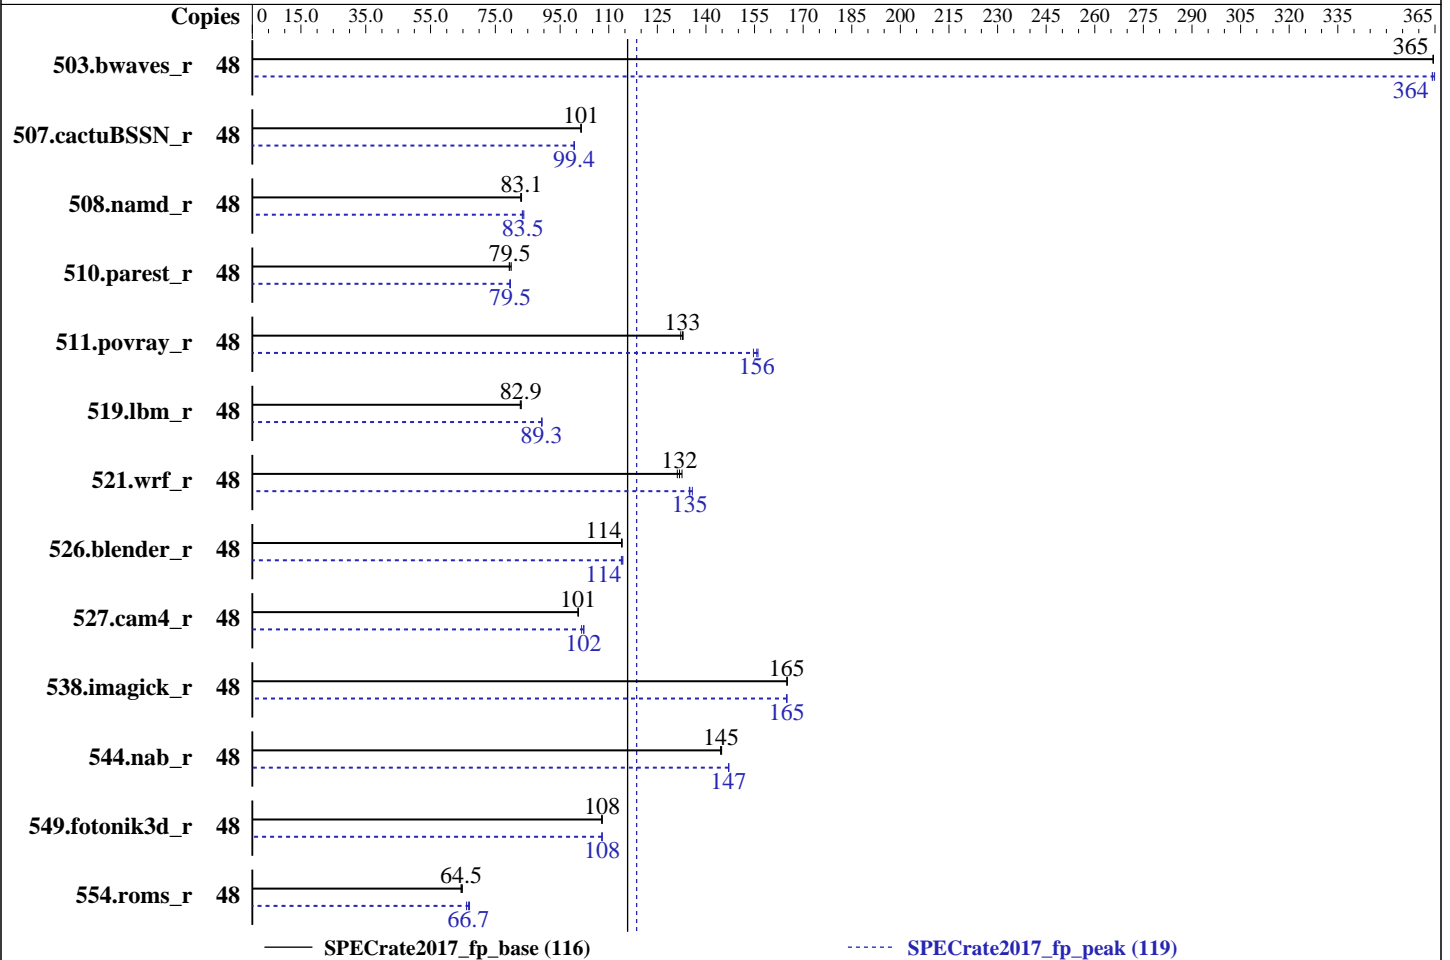 Copies 0 15.0 35.0 55.0 75.0 95.0 110 125 140 155 170 185 200 215 230 245 260 275 290 305 320 335 365
503.bwaves_r 48 365
364
507.cactuBSSN_r 48 101
99.4
508.namd_r 48 83.1
83.5
510.parest_r 48 79.5
79.5
511.povray_r 48 133
156
519.lbm_r 48 82.9
89.3
521.wrf_r 48 132
135
526.blender_r 48 114
114
527.cam4_r 48 101
102
538.imagick_r 48 165
165
544.nab_r 48 145
147
549.fotonik3d_r 48 108
108
554.roms_r 48 64.5
66.7
SPECrate2017_fp_base (116) SPECrate2017_fp_peak (119)